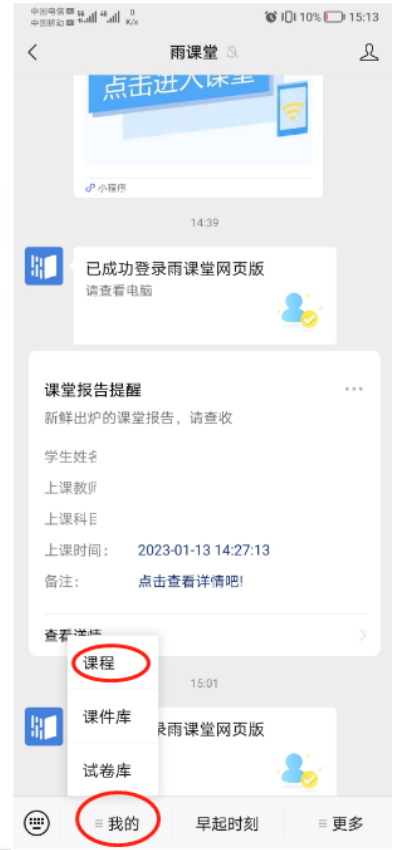 中国电信 5G 4G 0 10% 15:13
中国移动 K/s
雨课堂
点击进入课堂
小程序
14:39
已成功登录雨课堂网页版
请查看电脑
课堂报告提醒
新鲜出炉的课堂报告，请查收
学生姓名
上课教师
上课科目
上课时间： 2023-01-13 14:27:13
备注： 点击查看详情吧!
查看详情
课程
15:01
课件库
录雨课堂网页版
试卷库
我的 早起时刻 更多